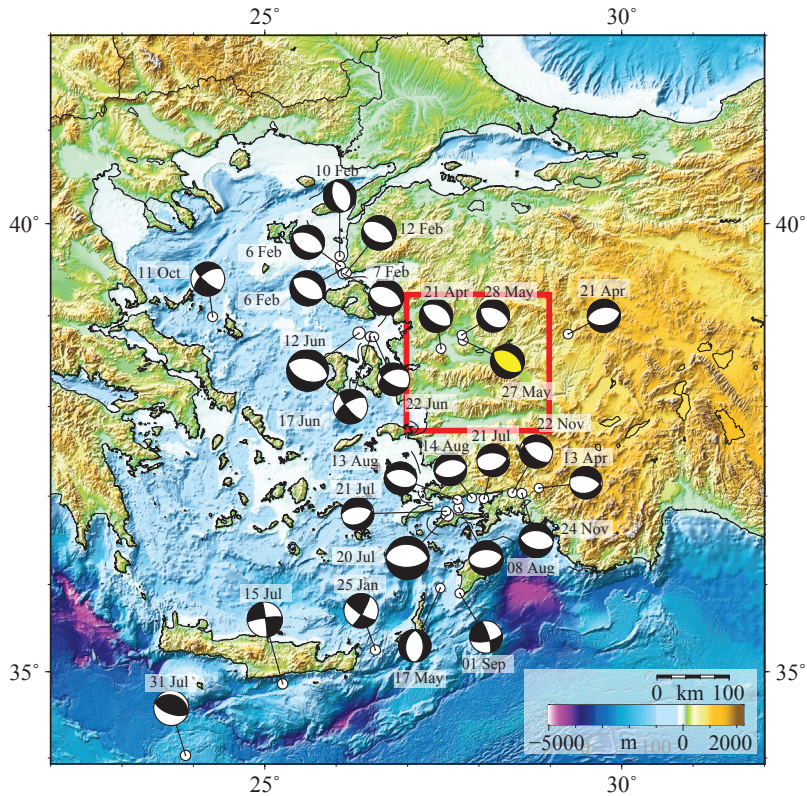 25° 30°
10 Feb
40° 40°
12 Feb
6 Feb
11 Oct
7 Feb
6 Feb
21 Apr
28 May
21 Apr
12 Jun
27 May
22 Jun
17 Jun
22 Nov
21 Jul
14 Aug
13 Aug
13 Apr
21 Jul
24 Nov
20 Jul
08 Aug
25 Jan
15 Jul
01 Sep
35° 35°
17 May
31 Jul
0 km 100
−5000 m 0 2000
25° 30°